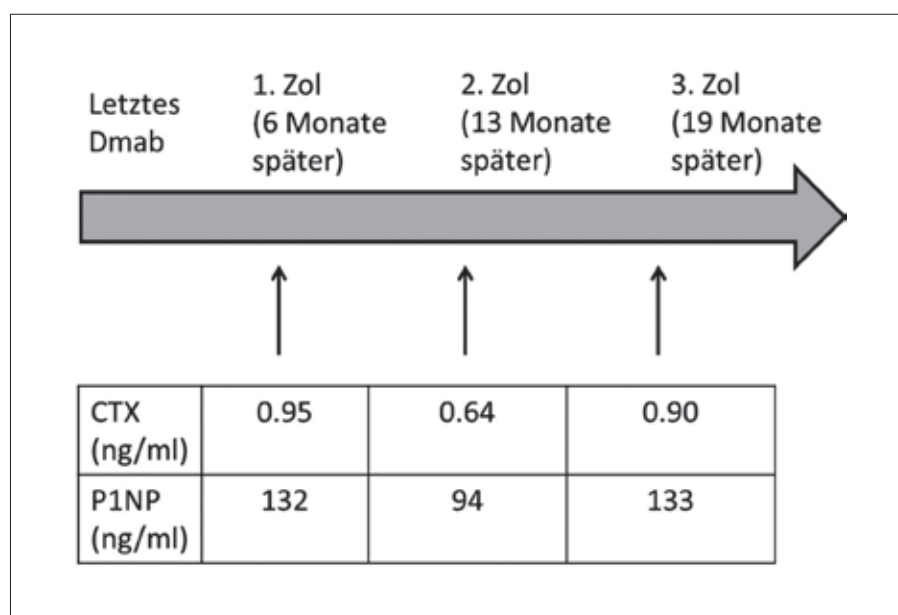 Letztes
Dmab
1. Zol
(6 Monate
später)
2. Zol
(13 Monate
später)
3. Zol
(19 Monate
später)
CTX
(ng/ml)
0.95
0.64
0.90
P1NP
(ng/ml)
132
94
133